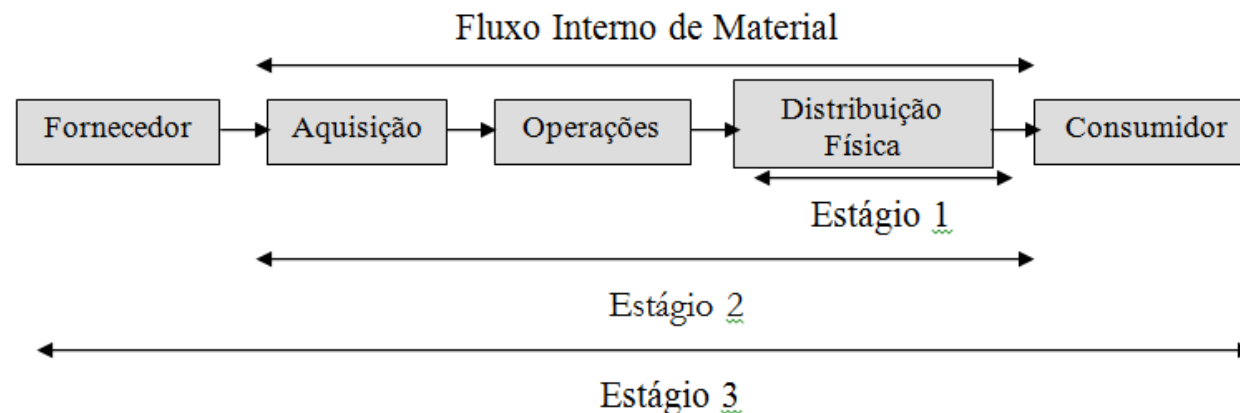 Fluxo Interno de Material
Fornecedor
Aquisição
Operações
Distribuição
Física
Consumidor
Estágio 1
Estágio 2
Estágio 3